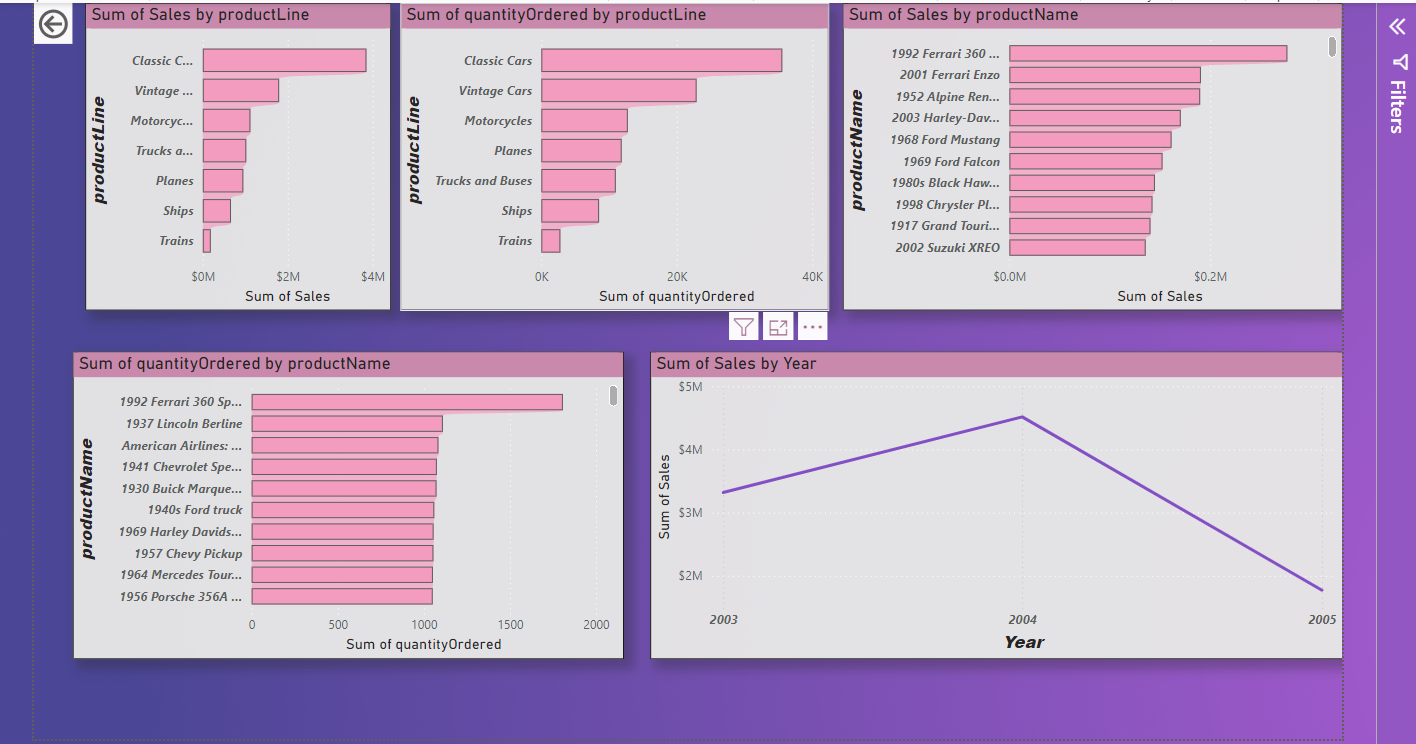 Sum of Sales by productLine
productLine
Classic C...
Vintage ...
Motorcyc...
Trucks a...
Planes
Ships
Trains
$0M $2M $4M
Sum of Sales
Sum of quantityOrdered by productLine
productLine
Classic Cars
Vintage Cars
Motorcycles
Planes
Trucks and Buses
Ships
Trains
0K 20K 40K
Sum of quantityOrdered
Sum of Sales by productName
productName
1992 Ferrari 360 ...
2001 Ferrari Enzo
1952 Alpine Ren...
2003 Harley-Dav...
1968 Ford Mustang
1969 Ford Falcon
1980s Black Haw...
1998 Chrysler Pl...
1917 Grand Touri...
2002 Suzuki XREO
$0.0M $0.2M
Sum of Sales
Filters
Sum of quantityOrdered by productName
productName
1992 Ferrari 360 Sp...
1937 Lincoln Berline
American Airlines: ...
1941 Chevrolet Spe...
1930 Buick Marque...
1940s Ford truck
1969 Harley Davids...
1957 Chevy Pickup
1964 Mercedes Tour...
1956 Porsche 356A ...
0 500 1000 1500 2000
Sum of quantityOrdered
Sum of Sales by Year
Sum of Sales
$5M
$4M
$3M
$2M
2003 2004 2005
Year